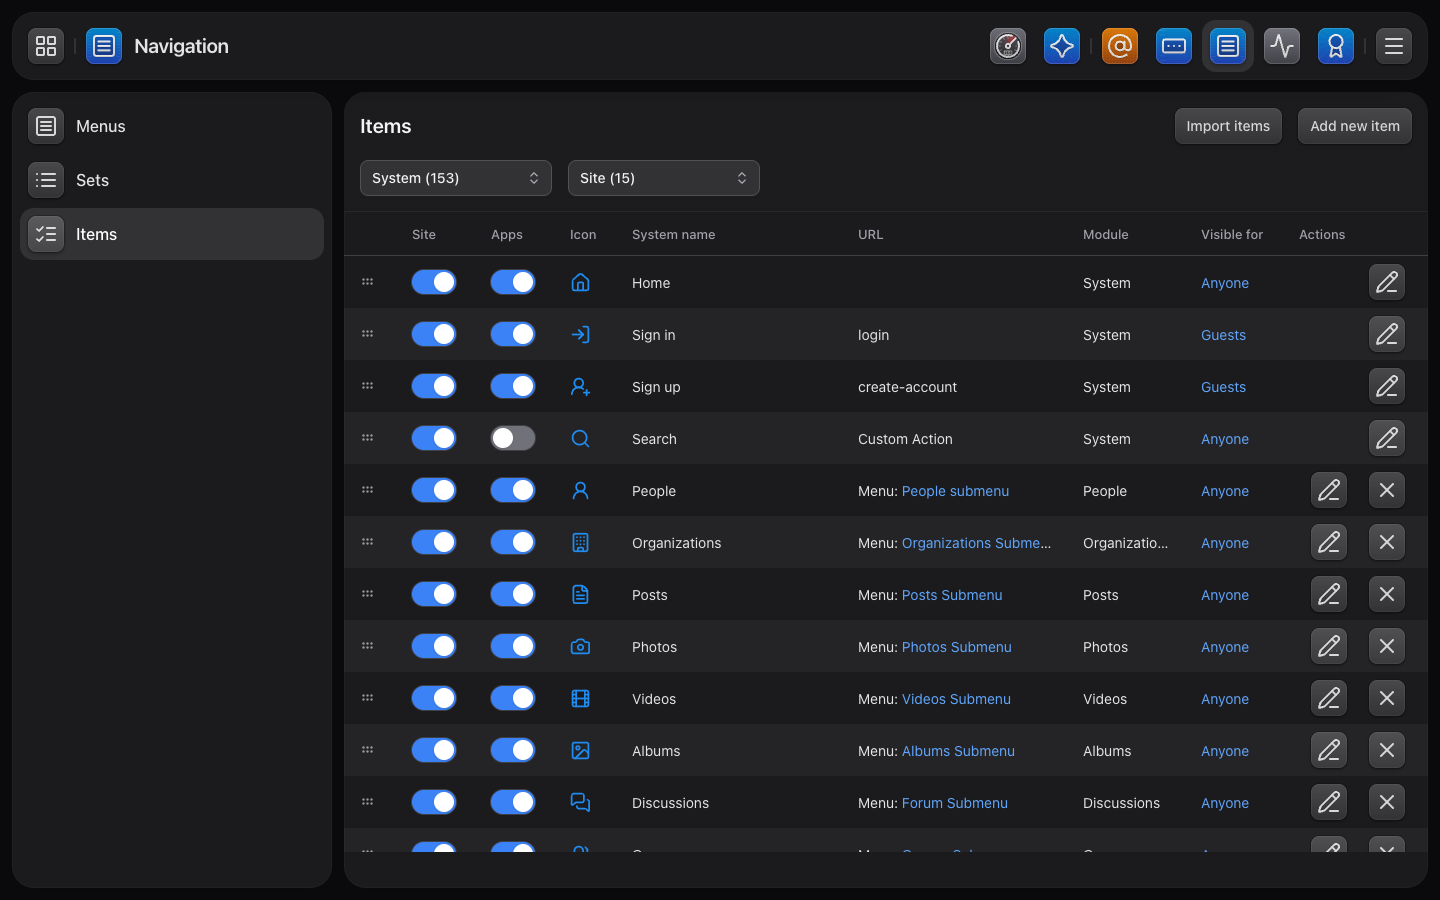 Navigation
Menus
Sets
Items
Items
Import items
Add new item
System (153)
Site (15)
Site Apps Icon System name URL Module Visible for Actions
Home System Anyone
Sign in login System Guests
Sign up create-account System Guests
Search Custom Action System Anyone
People Menu: People submenu People Anyone
Organizations Menu: Organizations Subme... Organizatio... Anyone
Posts Menu: Posts Submenu Posts Anyone
Photos Menu: Photos Submenu Photos Anyone
Videos Menu: Videos Submenu Videos Anyone
Albums Menu: Albums Submenu Albums Anyone
Discussions Menu: Forum Submenu Discussions Anyone